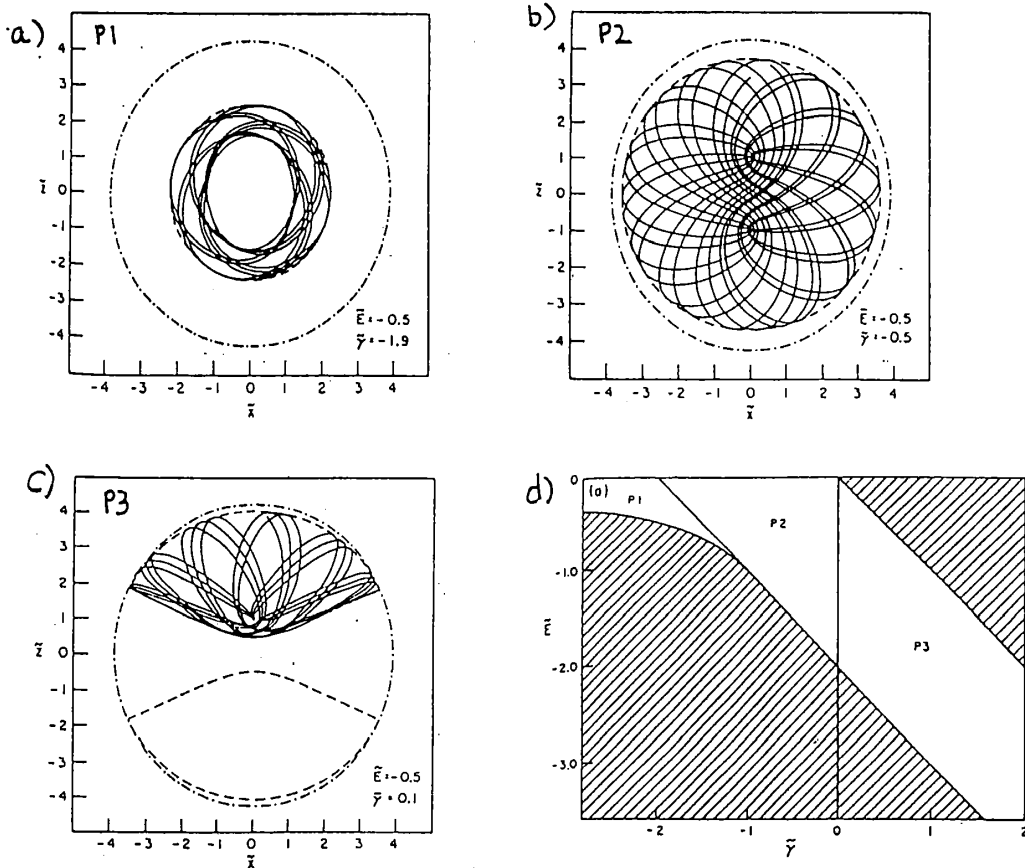 a)
P1
4
3
2
1
z̃ 0
-1
-2
-3
-4
Ẽ = -0.5
γ̃ = -1.9
-4 -3 -2 -1 0 1 2 3 4
x̃
b)
P2
4
3
2
1
z̃ 0
-1
-2
-3
-4
Ẽ = -0.5
γ̃ = -0.5
-4 -3 -2 -1 0 1 2 3 4
x̃
c)
P3
4
3
2
1
z̃ 0
-1
-2
-3
-4
Ẽ = -0.5
γ̃ = 0.1
-4 -3 -2 -1 0 1 2 3 4
x̃
d)
0 (a)
P1
P2
-1.0
Ẽ
P3
-2.0
-3.0
-2 -1 0 1 2
γ̃